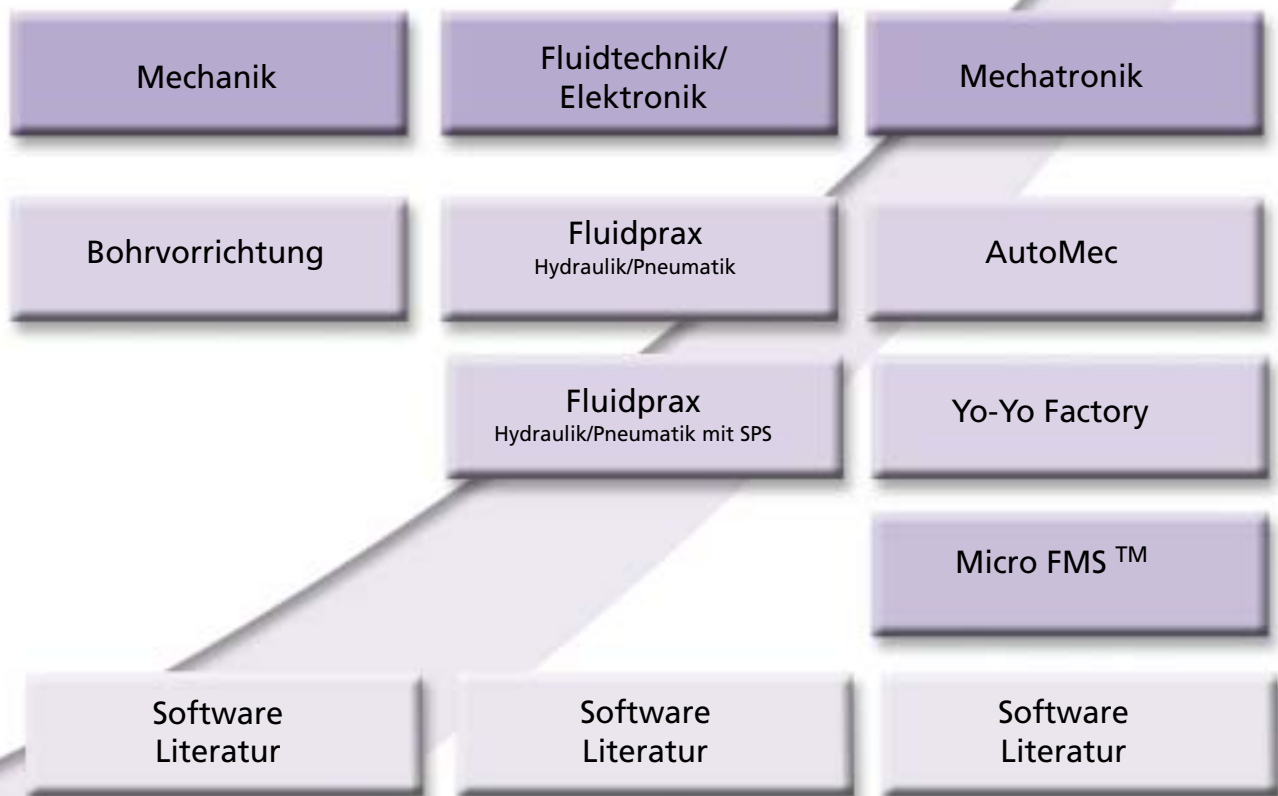 Mechanik
Fluidtechnik/
Elektronik
Mechatronik
Bohrvorrichtung
Fluidprax
Hydraulik/Pneumatik
AutoMec
Fluidprax
Hydraulik/Pneumatik mit SPS
Yo-Yo Factory
Micro FMS ™
Software
Literatur
Software
Literatur
Software
Literatur